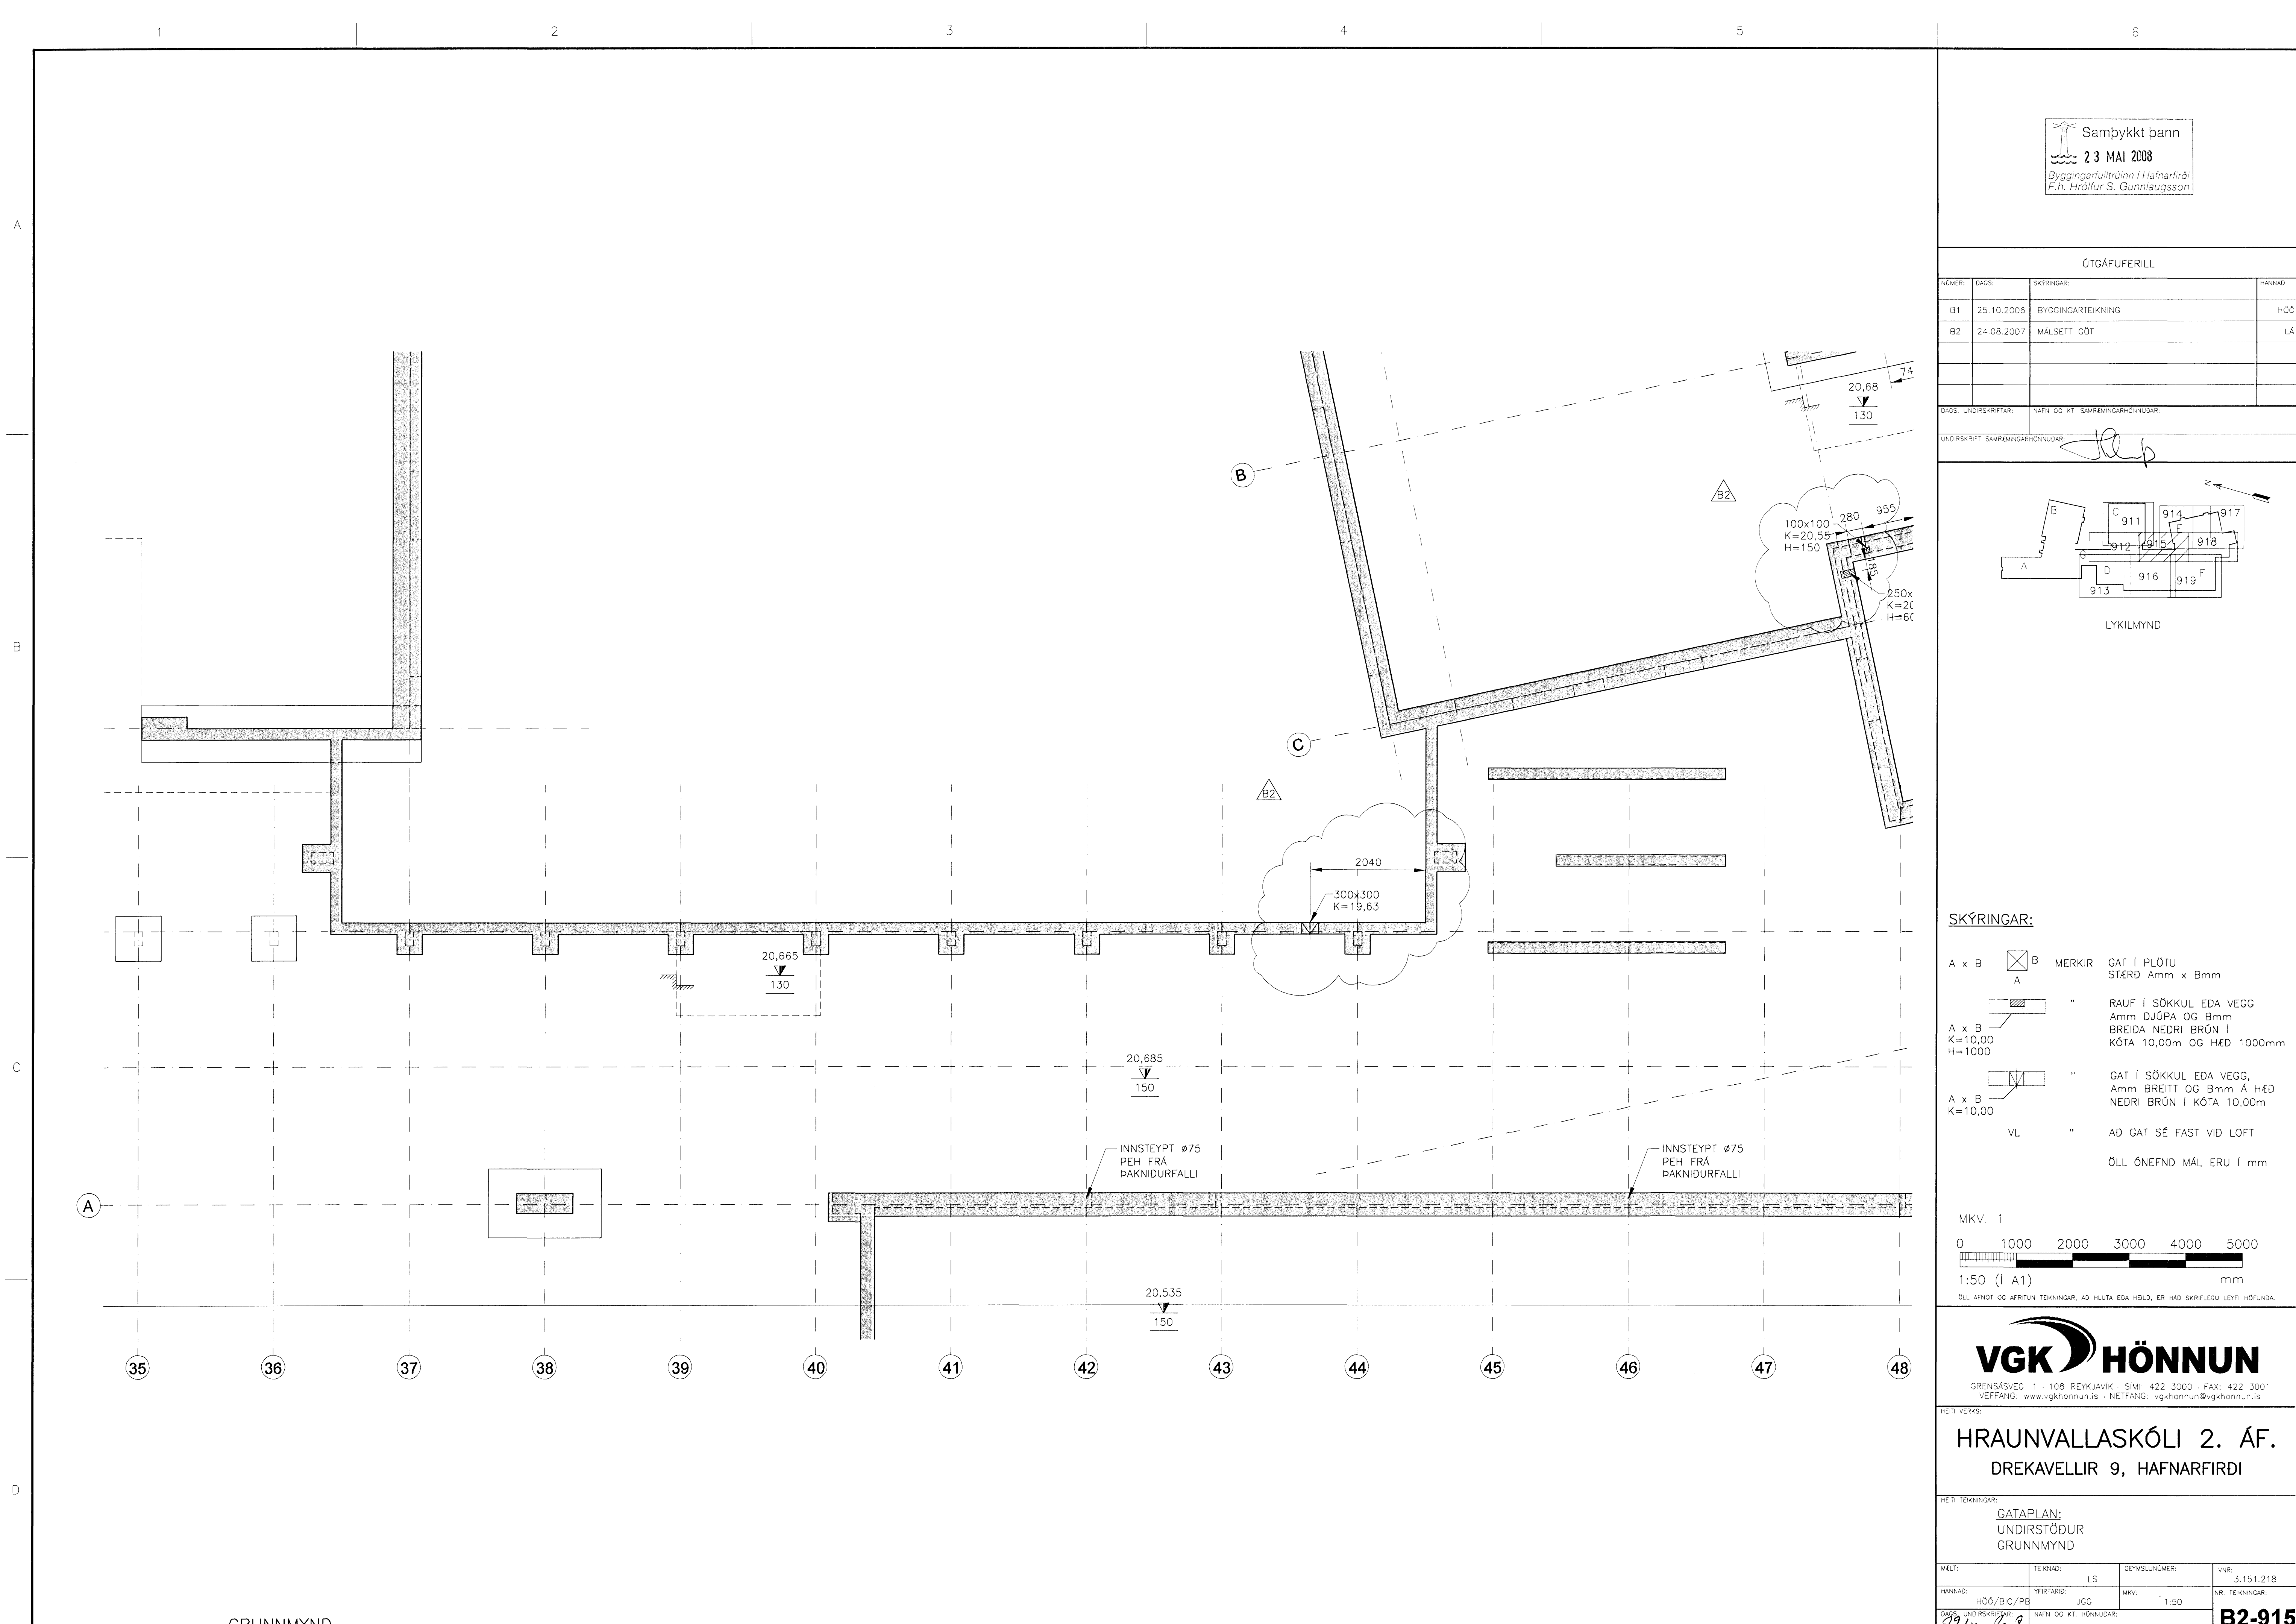 1 2 3 4 5 6
A
B
C
D
Samþykkt þann
23 MAI 2008
Byggingarfulltrúinn í Hafnarfirði
F.h. Hrólfur S. Gunnlaugsson
ÚTGÁFUFERILL
NÚMER: DAGS: SKÝRINGAR: HANNAÐ
B1 25.10.2006 BYGGINGARTEIKNING HÖÓ
B2 24.08.2007 MÁLSETT GÖT LÁ
DAGS. UNDIRSKRIFTAR: NAFN OG KT. SAMRÆMINGARHÖNNUÐAR:
UNDIRSKRIFT SAMRÆMINGARHÖNNUÐAR:
N
B C 911 914 E 917
912 915 918
G
A D 916 919 F
913
LYKILMYND
74
20,68
130
B
B2
100x100
K=20,55
H=150
280
955
185
250x
K=20
H=60
C
B2
2040
300x300
K=19,63
20,665
130
20,685
150
INNSTEYPT ø75
PEH FRÁ
ÞAKNIÐURFALLI
INNSTEYPT ø75
PEH FRÁ
ÞAKNIÐURFALLI
A
20,535
150
35 36 37 38 39 40 41 42 43 44 45 46 47 48
GRUNNMYND
SKÝRINGAR:
A x B B MERKIR GAT Í PLÖTU
A STÆRÐ Amm x Bmm
" RAUF Í SÖKKUL EÐA VEGG
Amm DJÚPA OG Bmm
A x B BREIÐA NEÐRI BRÚN Í
K=10,00 KÓTA 10,00m OG HÆÐ 1000mm
H=1000
" GAT Í SÖKKUL EÐA VEGG,
Amm BREITT OG Bmm Á HÆÐ
A x B NEÐRI BRÚN Í KÓTA 10,00m
K=10,00
VL " AÐ GAT SÉ FAST VIÐ LOFT
ÖLL ÓNEFND MÁL ERU Í mm
MKV. 1
0 1000 2000 3000 4000 5000
1:50 (Í A1) mm
ÖLL AFNOT OG AFRITUN TEIKNINGAR, AÐ HLUTA EÐA HEILD, ER HÁÐ SKRIFLEGU LEYFI HÖFUNDA.
VGK HÖNNUN
GRENSÁSVEGI 1 · 108 REYKJAVÍK · SÍMI: 422 3000 · FAX: 422 3001
VEFFANG: www.vgkhonnun.is · NETFANG: vgkhonnun@vgkhonnun.is
HEITI VERKS:
HRAUNVALLASKÓLI 2. ÁF.
DREKAVELLIR 9, HAFNARFIRÐI
HEITI TEIKNINGAR:
GATAPLAN:
UNDIRSTÖÐUR
GRUNNMYND
MÆLT: TEIKNAÐ: GEYMSLUNÚMER: VNR:
LS 3.151.218
HANNAÐ: YFIRFARIÐ: MKV: NR. TEIKNINGAR:
HÖÓ/BIO/PB JGG 1:50
DAGS. UNDIRSKRIFTAR: NAFN OG KT. HÖNNUÐAR: B2-915